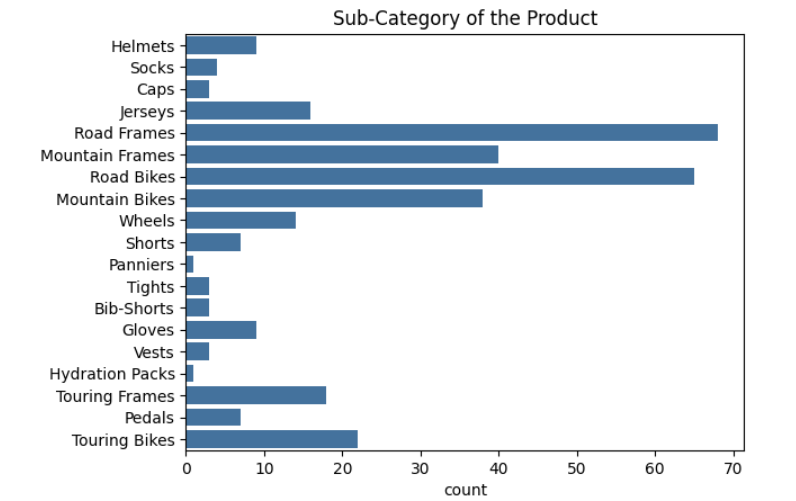 Sub-Category of the Product
Helmets
Socks
Caps
Jerseys
Road Frames
Mountain Frames
Road Bikes
Mountain Bikes
Wheels
Shorts
Panniers
Tights
Bib-Shorts
Gloves
Vests
Hydration Packs
Touring Frames
Pedals
Touring Bikes
0 10 20 30 40 50 60 70
count